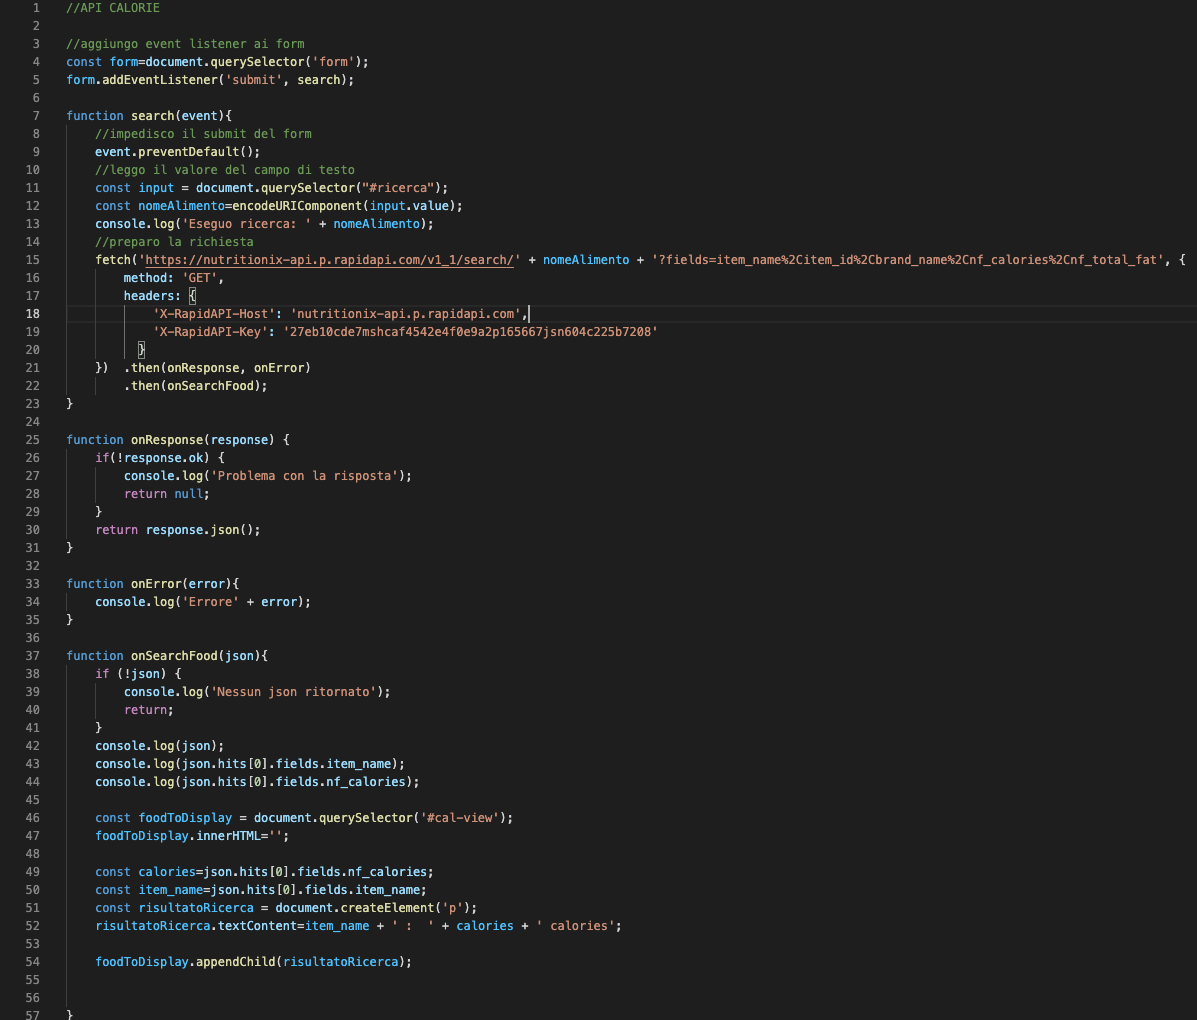 1 //API CALORIE
2
3 //aggiungo event listener ai form
4 const form=document.querySelector('form');
5 form.addEventListener('submit', search);
6
7 function search(event){
8 //impedisco il submit del form
9 event.preventDefault();
10 //leggo il valore del campo di testo
11 const input = document.querySelector("#ricerca");
12 const nomeAlimento=encodeURIComponent(input.value);
13 console.log('Eseguo ricerca: ' + nomeAlimento);
14 //preparo la richiesta
15 fetch('https://nutritionix-api.p.rapidapi.com/v1_1/search/' + nomeAlimento + '?fields=item_name%2Citem_id%2Cbrand_name%2Cnf_calories%2Cnf_total_fat', {
16 method: 'GET',
17 headers: {
18 'X-RapidAPI-Host': 'nutritionix-api.p.rapidapi.com',
19 'X-RapidAPI-Key': '27eb10cde7mshcaf4542e4f0e9a2p165667jsn604c225b7208'
20 }
21 }) .then(onResponse, onError)
22 .then(onSearchFood);
23 }
24
25 function onResponse(response) {
26 if(!response.ok) {
27 console.log('Problema con la risposta');
28 return null;
29 }
30 return response.json();
31 }
32
33 function onError(error){
34 console.log('Errore' + error);
35 }
36
37 function onSearchFood(json){
38 if (!json) {
39 console.log('Nessun json ritornato');
40 return;
41 }
42 console.log(json);
43 console.log(json.hits[0].fields.item_name);
44 console.log(json.hits[0].fields.nf_calories);
45
46 const foodToDisplay = document.querySelector('#cal-view');
47 foodToDisplay.innerHTML='';
48
49 const calories=json.hits[0].fields.nf_calories;
50 const item_name=json.hits[0].fields.item_name;
51 const risultatoRicerca = document.createElement('p');
52 risultatoRicerca.textContent=item_name + ' :  ' + calories + ' calories';
53
54 foodToDisplay.appendChild(risultatoRicerca);
55
56
57 }